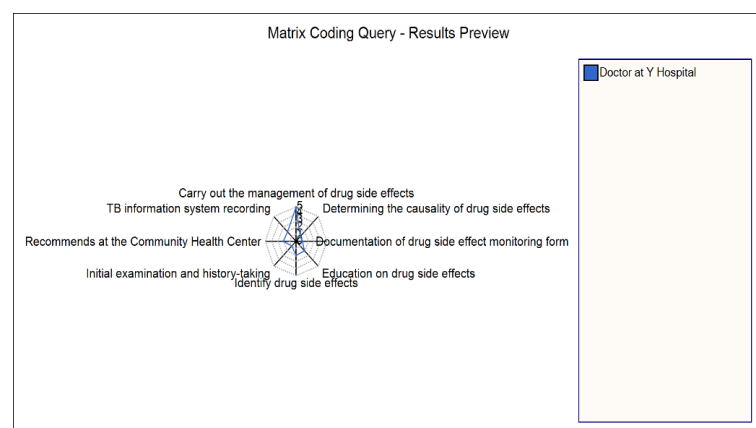 Matrix Coding Query - Results Preview
Doctor at Y Hospital
Carry out the management of drug side effects
TB information system recording
5
Determining the causality of drug side effects
Recommends at the Community Health Center
Documentation of drug side effect monitoring form
Initial examination and history-taking
Education on drug side effects
Identify drug side effects